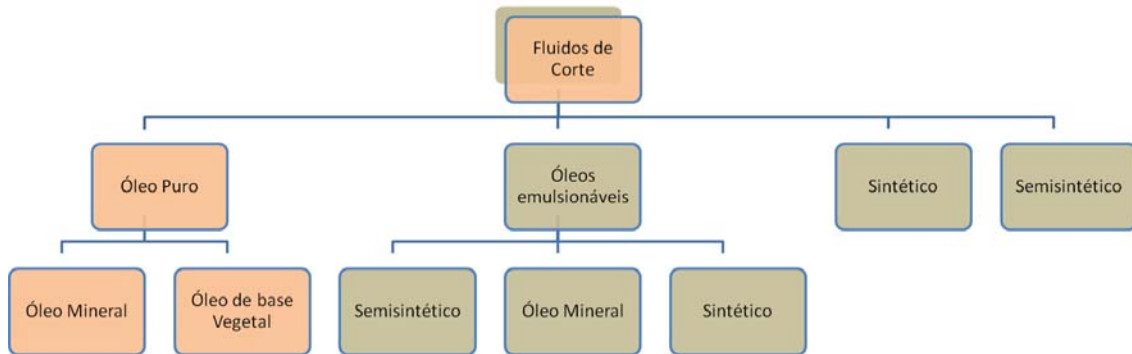 Fluidos de
Corte
Óleo Puro
Óleos
emulsionáveis
Sintético
Semisintético
Óleo Mineral
Óleo de base
Vegetal
Semisintético
Óleo Mineral
Sintético